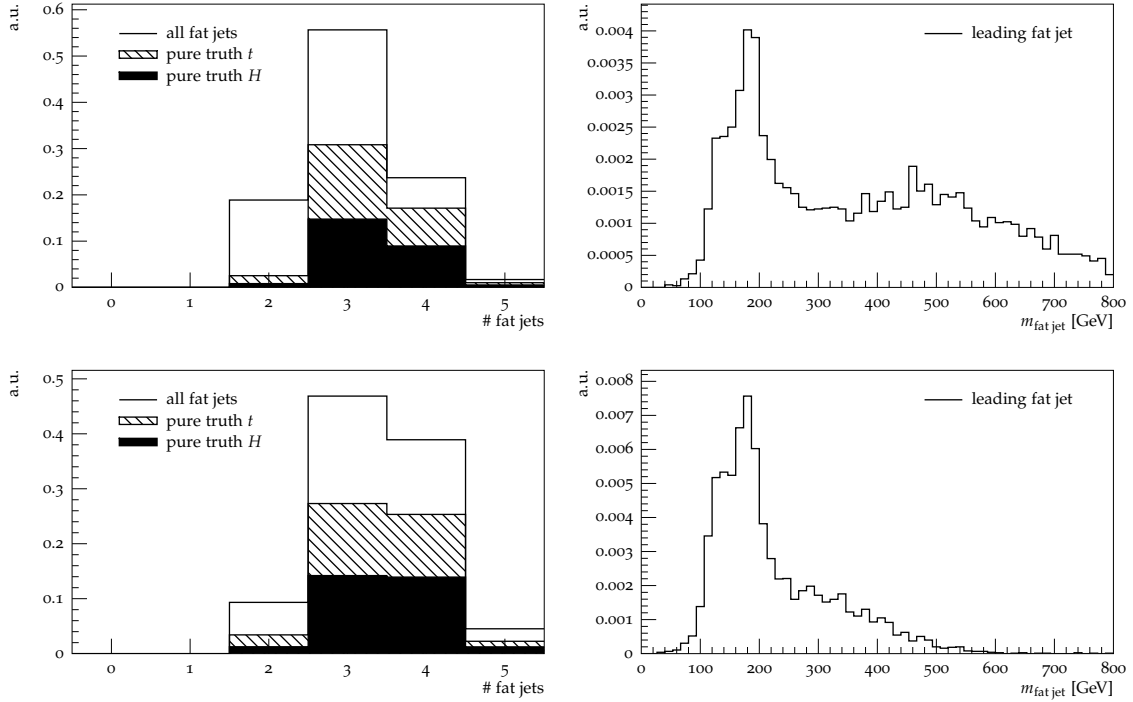 a.u.
0.6
0.5
0.4
0.3
0.2
0.1
0
all fat jets
pure truth t
pure truth H
0 1 2 3 4 5
# fat jets
a.u.
0.004
0.0035
0.003
0.0025
0.002
0.0015
0.001
0.0005
0
leading fat jet
0 100 200 300 400 500 600 700 800
m_fat jet [GeV]
a.u.
0.5
0.4
0.3
0.2
0.1
0
all fat jets
pure truth t
pure truth H
0 1 2 3 4 5
# fat jets
a.u.
0.008
0.007
0.006
0.005
0.004
0.003
0.002
0.001
0
leading fat jet
0 100 200 300 400 500 600 700 800
m_fat jet [GeV]